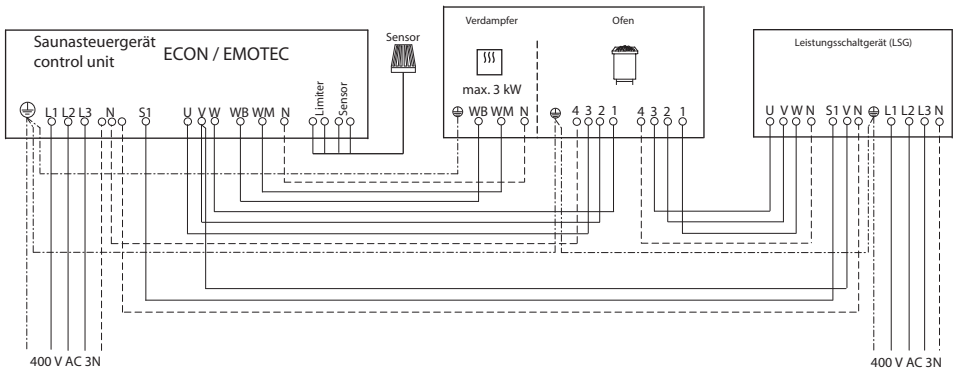 Saunasteuergerät
control unit
ECON / EMOTEC
L1 L2 L3 N S1 U V W WB WM N
Limiter
Sensor
Sensor
Verdampfer
max. 3 kW
WB WM N
Ofen
4 3 2 1
4 3 2 1
Leistungsschaltgerät (LSG)
U V W N S1 V N L1 L2 L3 N
400 V AC 3N
400 V AC 3N